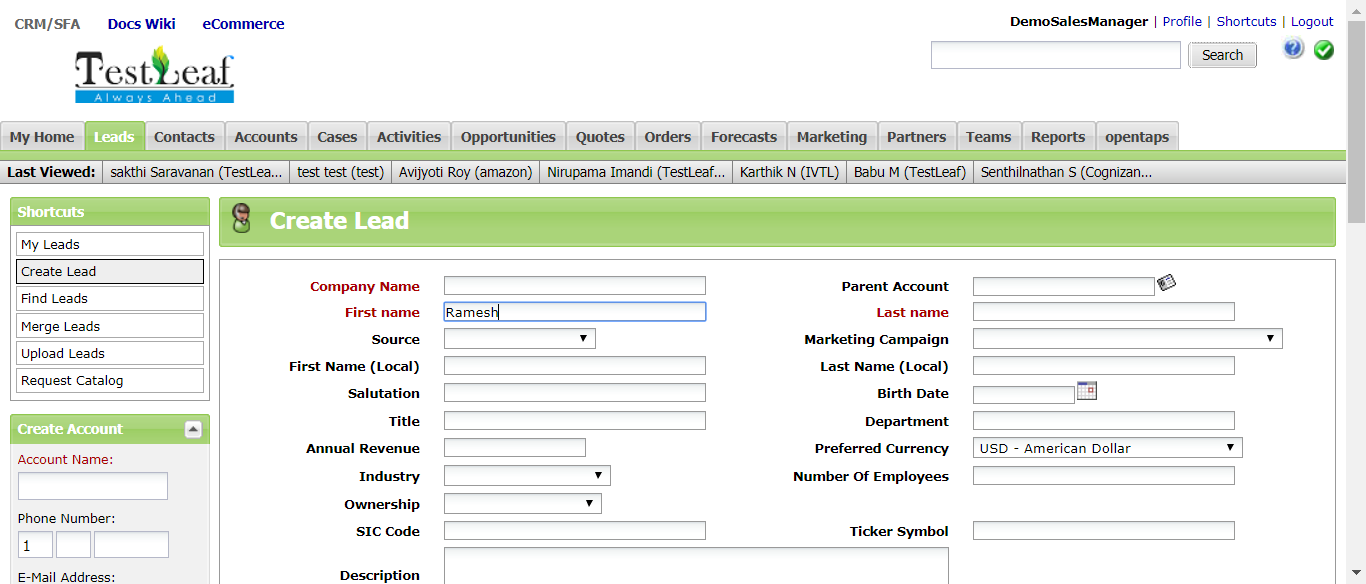 CRM/SFA Docs Wiki eCommerce
DemoSalesManager | Profile | Shortcuts | Logout
TestLeaf
Always Ahead
Search
My Home Leads Contacts Accounts Cases Activities Opportunities Quotes Orders Forecasts Marketing Partners Teams Reports opentaps
Last Viewed: sakthi Saravanan (TestLea... test test (test) Avijyoti Roy (amazon) Nirupama Imandi (TestLeaf... Karthik N (IVTL) Babu M (TestLeaf) Senthilnathan S (Cognizan...
Shortcuts
My Leads
Create Lead
Find Leads
Merge Leads
Upload Leads
Request Catalog
Create Account
Account Name:
Phone Number:
1
E-Mail Address:
Create Lead
Company Name Parent Account
First name Ramesh Last name
Source Marketing Campaign
First Name (Local) Last Name (Local)
Salutation Birth Date
Title Department
Annual Revenue Preferred Currency USD - American Dollar
Industry Number Of Employees
Ownership
SIC Code Ticker Symbol
Description